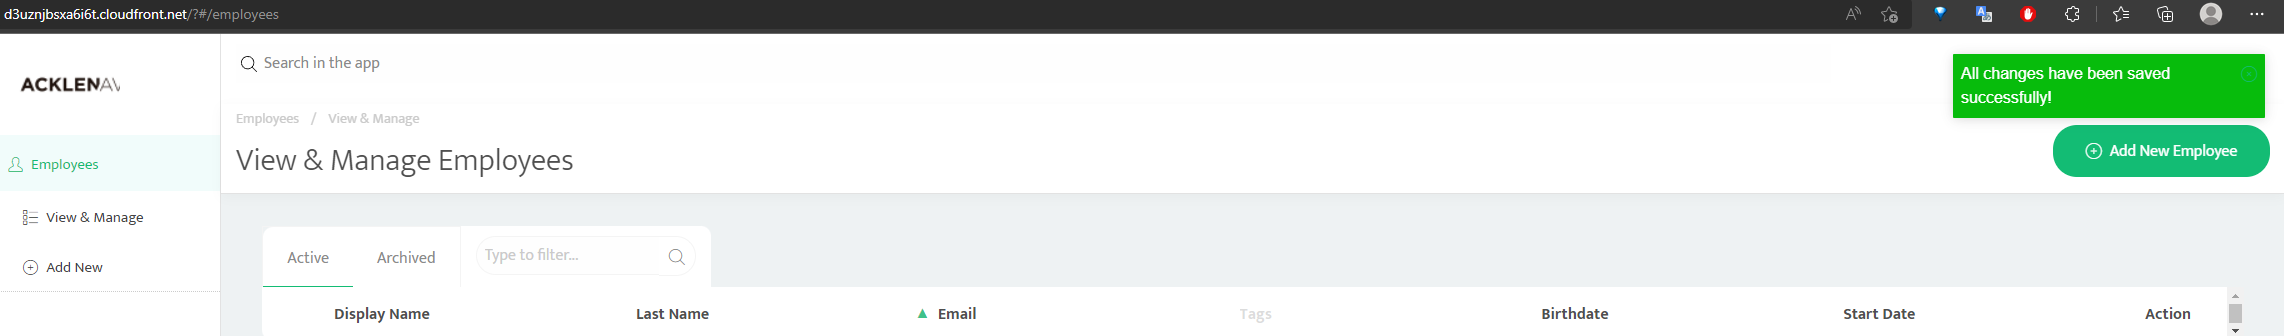 d3uznjbsxa6i6t.cloudfront.net/?#/employees
ACKLENAV
Search in the app
All changes have been saved
successfully!
Employees / View & Manage
View & Manage Employees
Add New Employee
Employees
View & Manage
Add New
Active Archived Type to filter...
Display Name Last Name Email Tags Birthdate Start Date Action